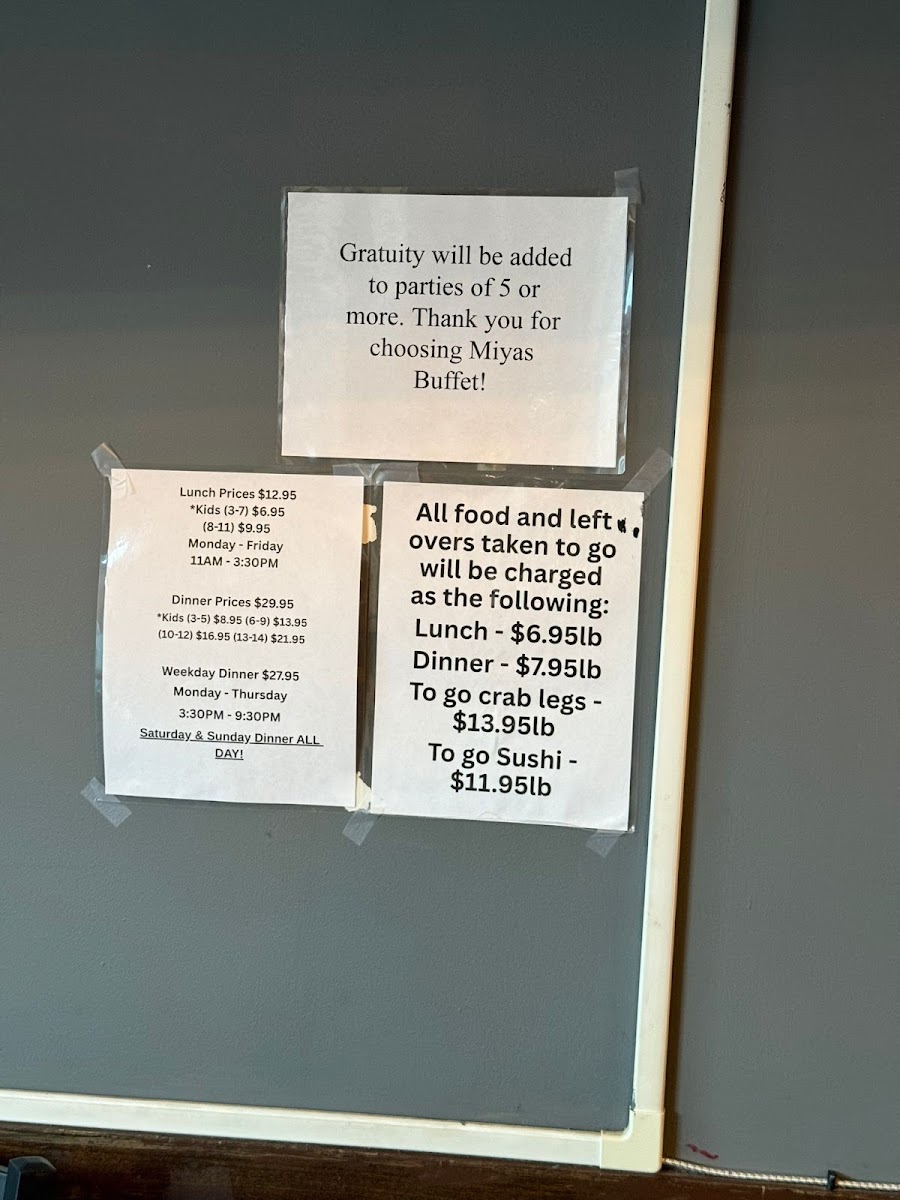 Gratuity will be added
to parties of 5 or
more. Thank you for
choosing Miyas
Buffet!
Lunch Prices $12.95
*Kids (3-7) $6.95
(8-11) $9.95
Monday - Friday
11AM - 3:30PM
Dinner Prices $29.95
*Kids (3-5) $8.95 (6-9) $13.95
(10-12) $16.95 (13-14) $21.95
Weekday Dinner $27.95
Monday - Thursday
3:30PM - 9:30PM
Saturday & Sunday Dinner ALL
DAY!
All food and left
overs taken to go
will be charged
as the following:
Lunch - $6.95lb
Dinner - $7.95lb
To go crab legs -
$13.95lb
To go Sushi -
$11.95lb